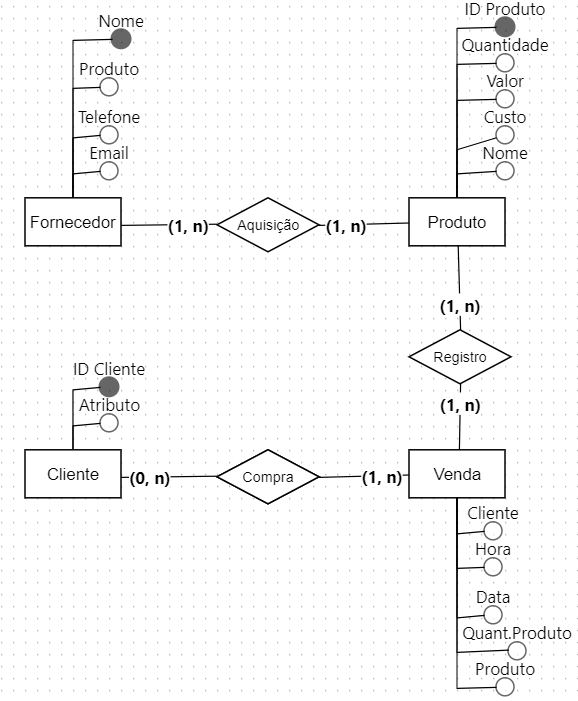 Nome
Produto
Telefone
Email
Fornecedor
(1, n)
Aquisição
(1, n)
ID Produto
Quantidade
Valor
Custo
Nome
Produto
(1, n)
Registro
(1, n)
ID Cliente
Atributo
Cliente
(0, n)
Compra
(1, n)
Venda
Cliente
Hora
Data
Quant.Produto
Produto